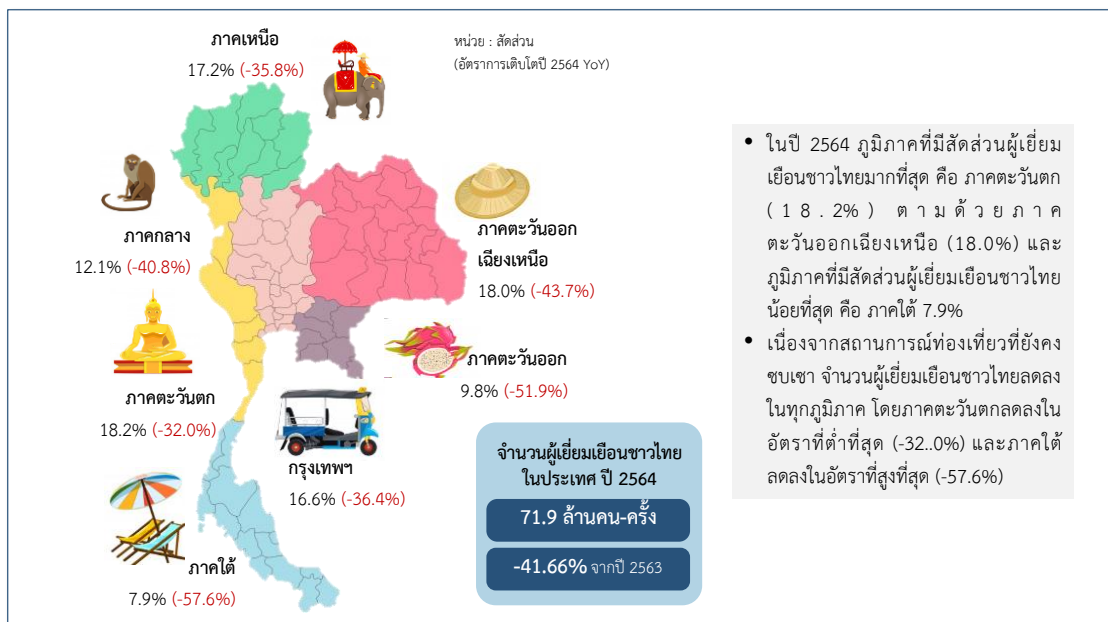 ภาคเหนือ
17.2% (-35.8%)
หน่วย : สัดส่วน
(อัตราการเติบโตปี 2564 YoY)
ภาคกลาง
12.1% (-40.8%)
ภาคตะวันออก
เฉียงเหนือ
18.0% (-43.7%)
ภาคตะวันออก
9.8% (-51.9%)
ภาคตะวันตก
18.2% (-32.0%)
กรุงเทพฯ
16.6% (-36.4%)
ภาคใต้
7.9% (-57.6%)
จำนวนผู้เยี่ยมเยือนชาวไทย
ในประเทศ ปี 2564
71.9 ล้านคน-ครั้ง
-41.66% จากปี 2563
• ในปี 2564 ภูมิภาคที่มีสัดส่วนผู้เยี่ยม
เยือนชาวไทยมากที่สุด คือ ภาคตะวันตก
(18.2%) ตามด้วยภาค
ตะวันออกเฉียงเหนือ (18.0%) และ
ภูมิภาคที่มีสัดส่วนผู้เยี่ยมเยือนชาวไทย
น้อยที่สุด คือ ภาคใต้ 7.9%
• เนื่องจากสถานการณ์ท่องเที่ยวที่ยังคง
ซบเซา จำนวนผู้เยี่ยมเยือนชาวไทยลดลง
ในทุกภูมิภาค โดยภาคตะวันตกลดลงใน
อัตราที่ต่ำที่สุด (-32..0%) และภาคใต้
ลดลงในอัตราที่สูงที่สุด (-57.6%)